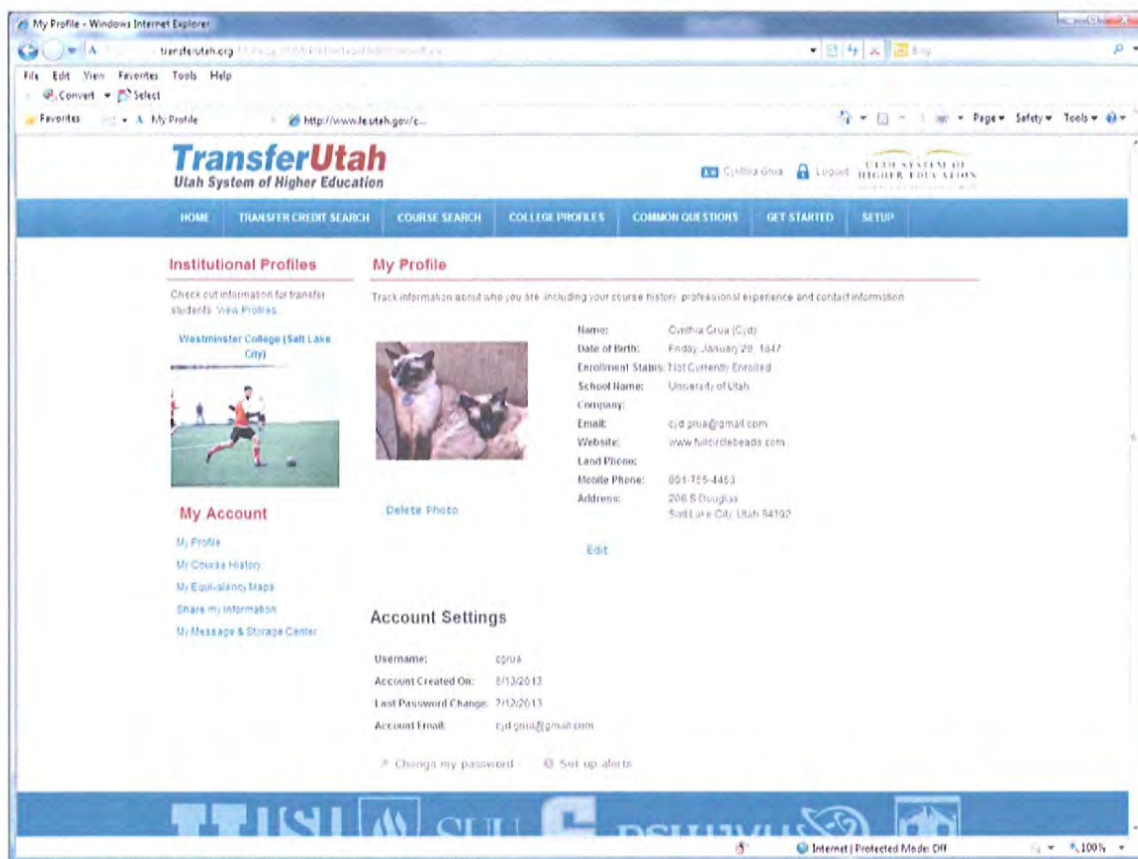 My Profile - Windows Internet Explorer
transferutah.org
Bing
File Edit View Favorites Tools Help
Convert Select
Favorites My Profile http://www.le.utah.gov/c...
Page Safety Tools
TransferUtah
Utah System of Higher Education
Cynthia Grua Logout UTAH SYSTEM OF HIGHER EDUCATION
HOME TRANSFER CREDIT SEARCH COURSE SEARCH COLLEGE PROFILES COMMON QUESTIONS GET STARTED SETUP
Institutional Profiles
Check out information for transfer
students. View Profiles.
Westminster College (Salt Lake
City)
My Account
My Profile
My Course History
My Equivalency Maps
Share my information
My Message & Storage Center
My Profile
Track information about who you are, including your course history, professional experience and contact information.
Delete Photo
Name: Cynthia Grua (Cyd)
Date of Birth: Friday, January 29, 1847
Enrollment Status: Not Currently Enrolled
School Name: University of Utah
Company:
Email: cyd.grua@gmail.com
Website: www.fullcirclebeads.com
Land Phone:
Mobile Phone:
Address: 206 S Douglas
Salt Lake City, Utah 84102
Edit
Account Settings
Username: cgrua
Account Created On: 6/13/2013
Last Password Change: 7/12/2013
Account Email: cyd.grua@gmail.com
Change my password Set up alerts
SUU
Internet | Protected Mode: Off 100%